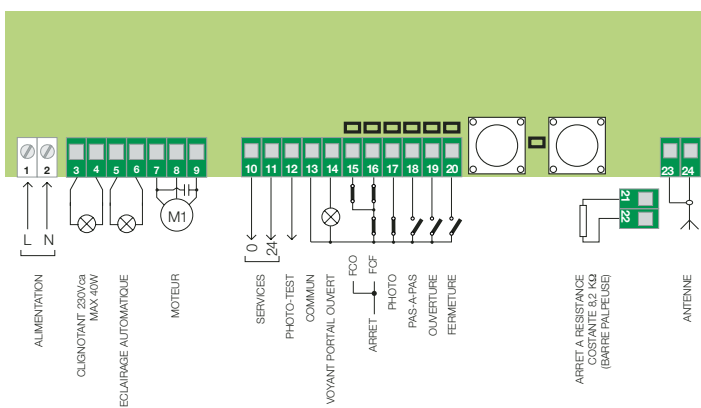 1 2 3 4 5 6 7 8 9 10 11 12 13 14 15 16 17 18 19 20 23 24
21
22
M1
L N
0
24
FCO
FCF
ALIMENTATION
CLIGNOTANT 230Vca
MAX 40W
ECLAIRAGE AUTOMATIQUE
MOTEUR
SERVICES
PHOTO-TEST
COMMUN
VOYANT PORTAIL OUVERT
ARRET
PHOTO
PAS-A-PAS
OUVERTURE
FERMETURE
ARRET A RESISTANCE
COSTANTE 8,2 KΩ
(BARRE PALPEUSE)
ANTENNE